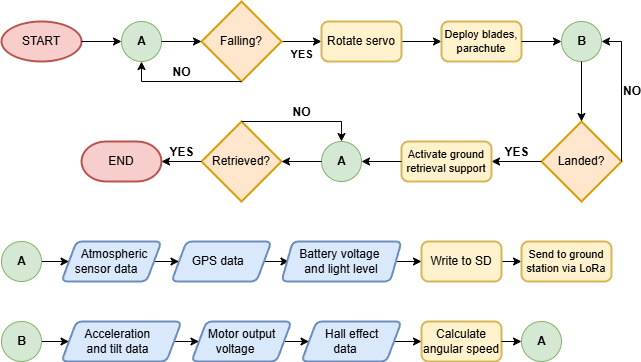 START
A
Falling?
YES
NO
Rotate servo
Deploy blades,
parachute
B
NO
Landed?
YES
Activate ground
retrieval support
A
NO
Retrieved?
YES
END
A
Atmospheric
sensor data
GPS data
Battery voltage
and light level
Write to SD
Send to ground
station via LoRa
B
Acceleration
and tilt data
Motor output
voltage
Hall effect
data
Calculate
angular speed
A